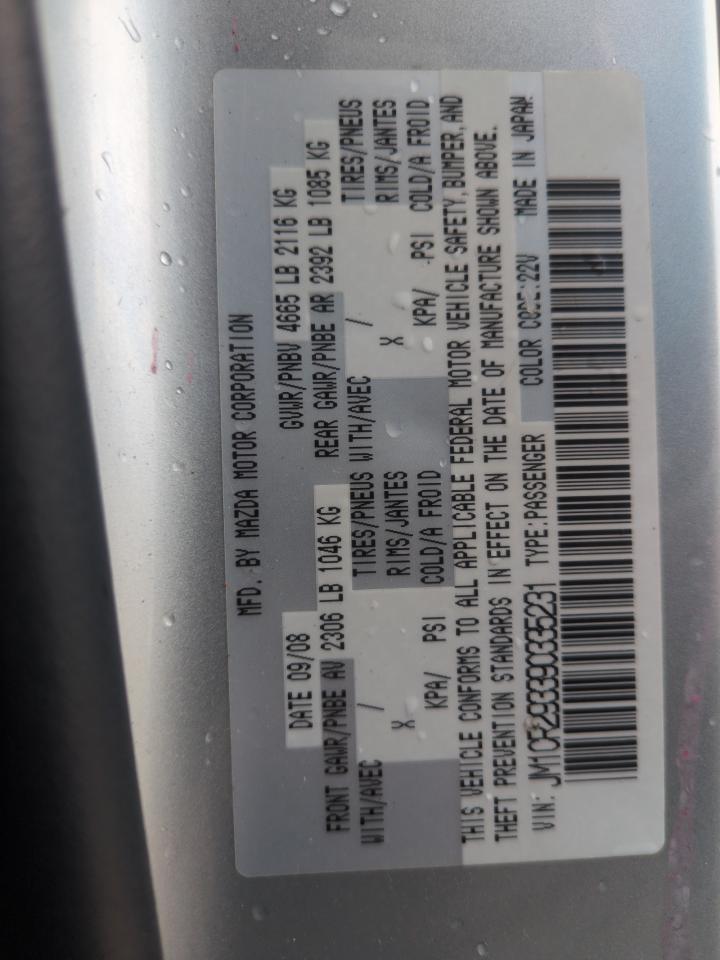 MFD. BY MAZDA MOTOR CORPORATION
DATE 09/08 GVWR/PNBV 4665 LB 2116 KG
FRONT GAWR/PNBE AV 2306 LB 1046 KG REAR GAWR/PNBE AR 2392 LB 1085 KG
WITH/AVEC / TIRES/PNEUS WITH/AVEC / TIRES/PNEUS
X RIMS/JANTES X RIMS/JANTES
KPA/ PSI COLD/A FROID KPA/ PSI COLD/A FROID
THIS VEHICLE CONFORMS TO ALL APPLICABLE FEDERAL MOTOR VEHICLE SAFETY, BUMPER, AND
THEFT PREVENTION STANDARDS IN EFFECT ON THE DATE OF MANUFACTURE SHOWN ABOVE.
VIN: JM1CR293390335231 TYPE:PASSENGER COLOR CODE:22V MADE IN JAPAN